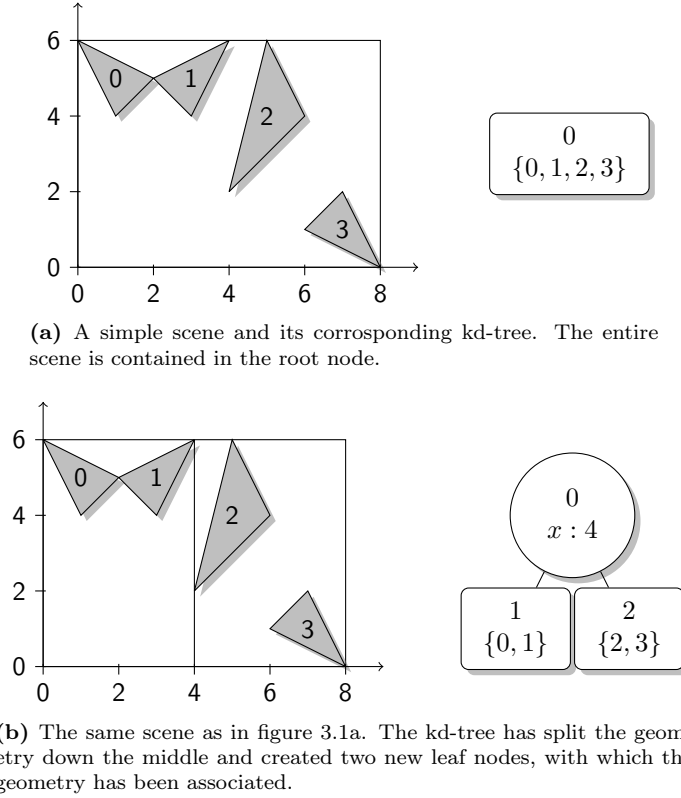 6
4
2
0
0 2 4 6 8
0
1
2
3
0
{0, 1, 2, 3}
(a) A simple scene and its corrosponding kd-tree. The entire
scene is contained in the root node.
6
4
2
0
0 2 4 6 8
0
1
2
3
0
x : 4
1
{0, 1}
2
{2, 3}
(b) The same scene as in figure 3.1a. The kd-tree has split the geom
etry down the middle and created two new leaf nodes, with which th
geometry has been associated.